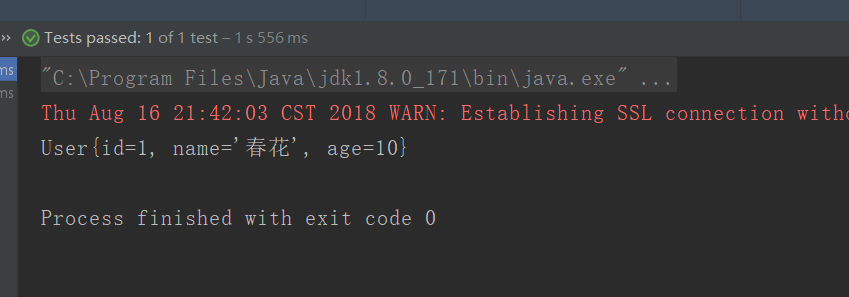 Tests passed: 1 of 1 test – 1 s 556 ms
ms
"C:\Program Files\Java\jdk1.8.0_171\bin\java.exe" ...
ms
Thu Aug 16 21:42:03 CST 2018 WARN: Establishing SSL connection
User{id=1, name='春花', age=10}
Process finished with exit code 0